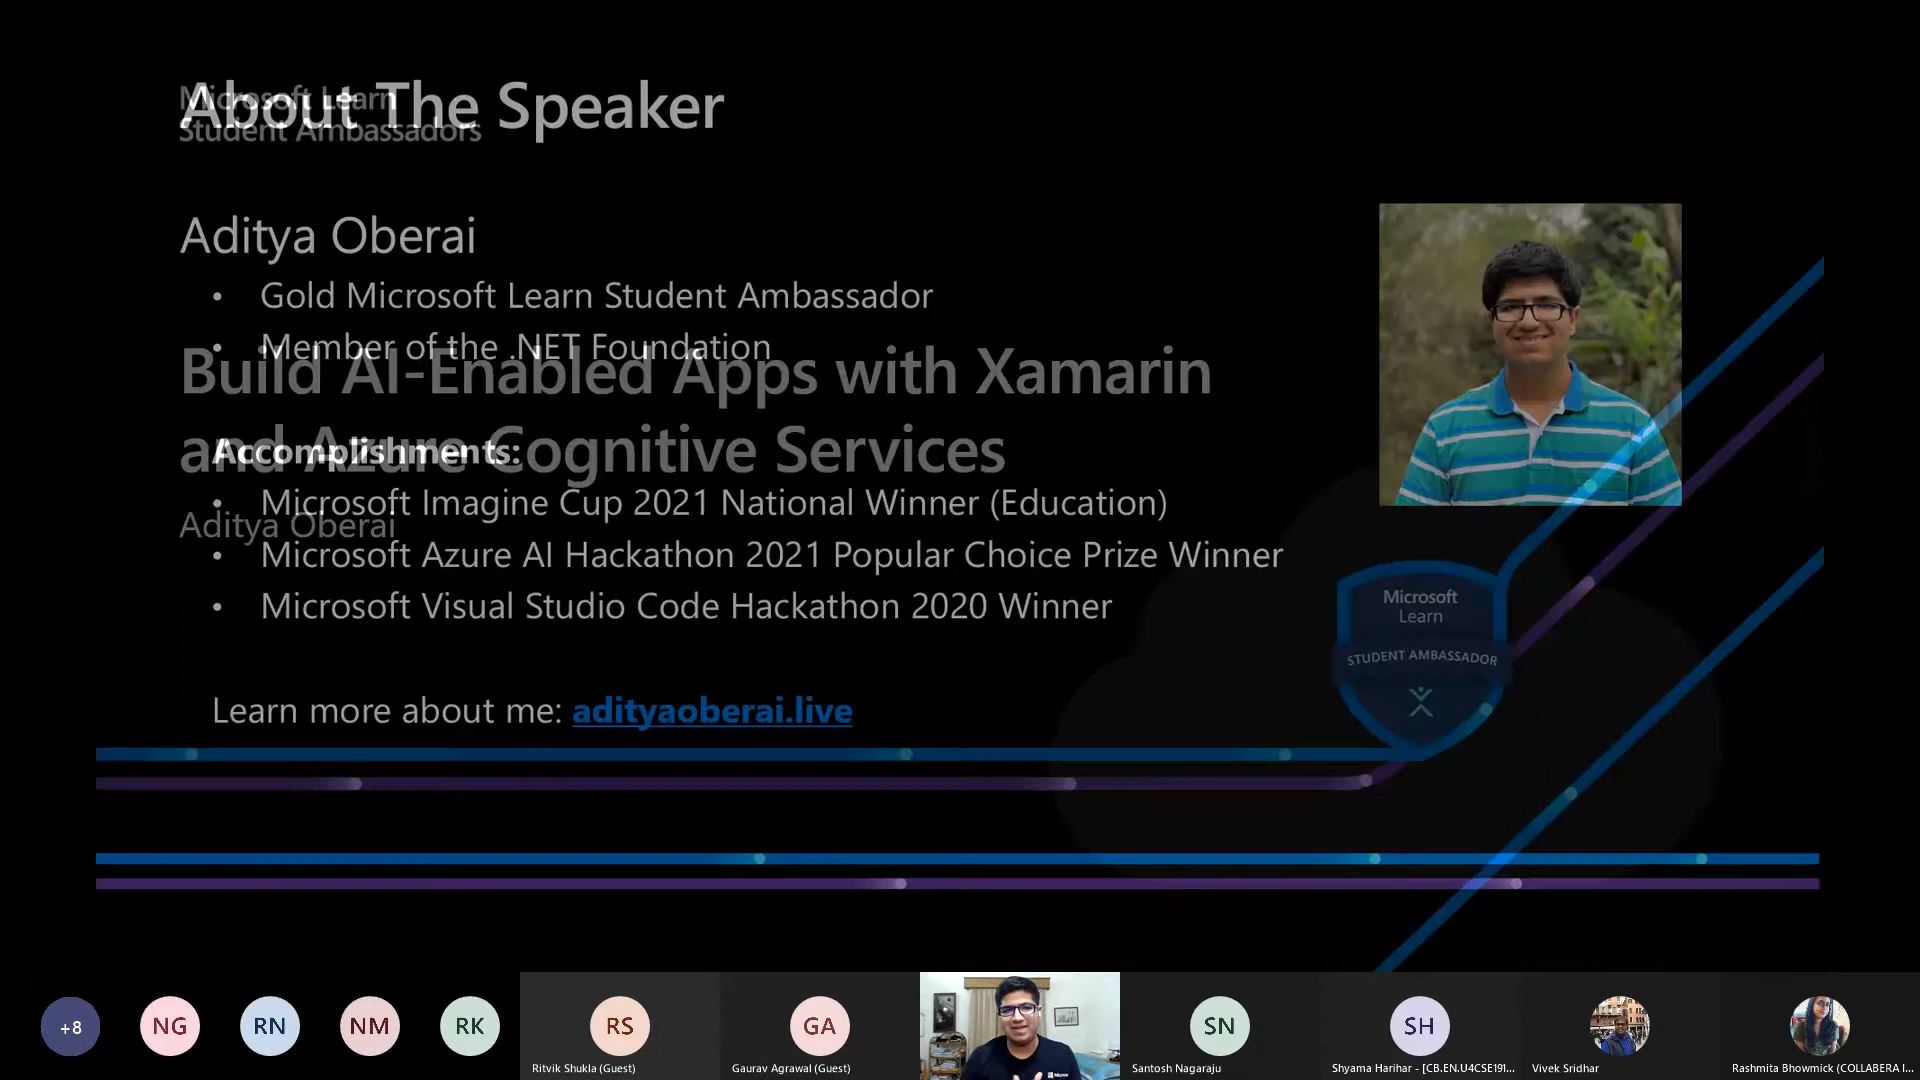 About The Speaker
Microsoft Learn
Student Ambassadors
Aditya Oberai
• Gold Microsoft Learn Student Ambassador
• Member of the .NET Foundation
Build AI-Enabled Apps with Xamarin
and Azure Cognitive Services
Accomplishments:
• Microsoft Imagine Cup 2021 National Winner (Education)
Aditya Oberai
• Microsoft Azure AI Hackathon 2021 Popular Choice Prize Winner
• Microsoft Visual Studio Code Hackathon 2020 Winner
Microsoft
Learn
STUDENT AMBASSADOR
Learn more about me: adityaoberai.live
+8
NG
RN
NM
RK
RS
Ritvik Shukla (Guest)
GA
Gaurav Agrawal (Guest)
SN
Santosh Nagaraju
SH
Shyama Harihar - [CB.EN.U4CSE191...
Vivek Sridhar
Rashmita Bhowmick (COLLABERA I...